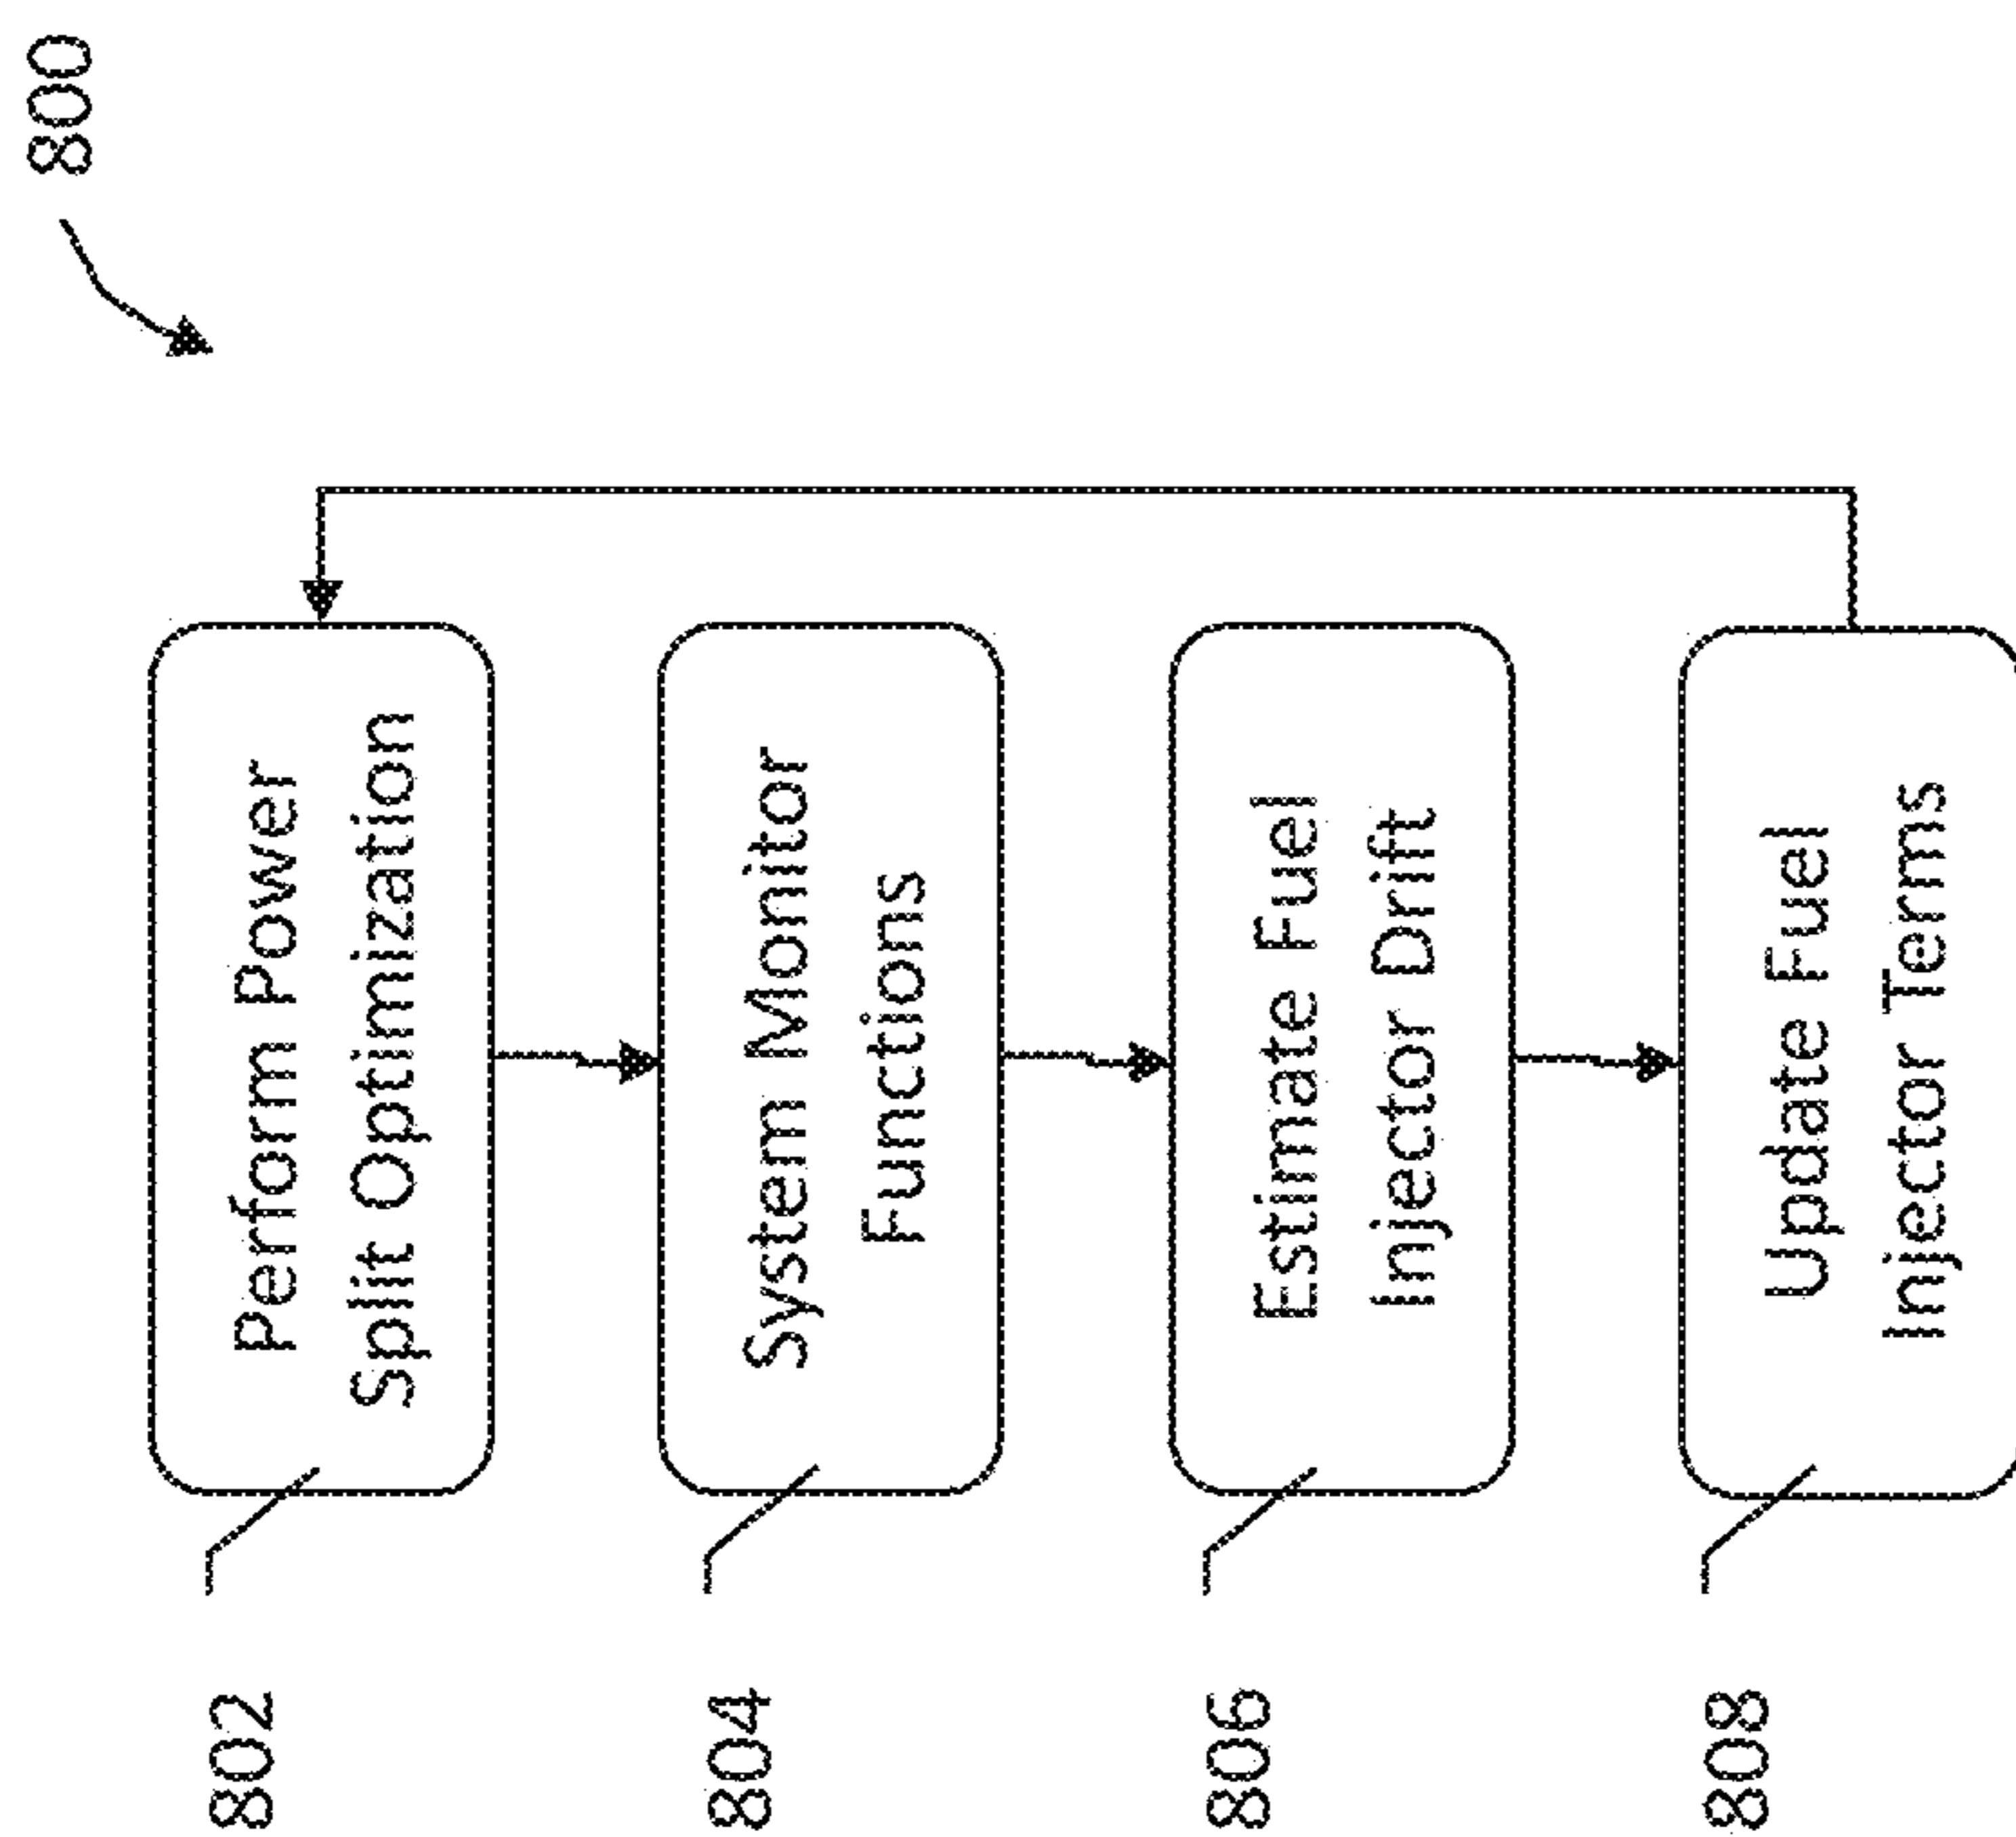 800
802
Perform Power
Split Optimization
804
System Monitor
Functions
806
Estimate Fuel
Injector Drift
808
Update Fuel
Injector Terms